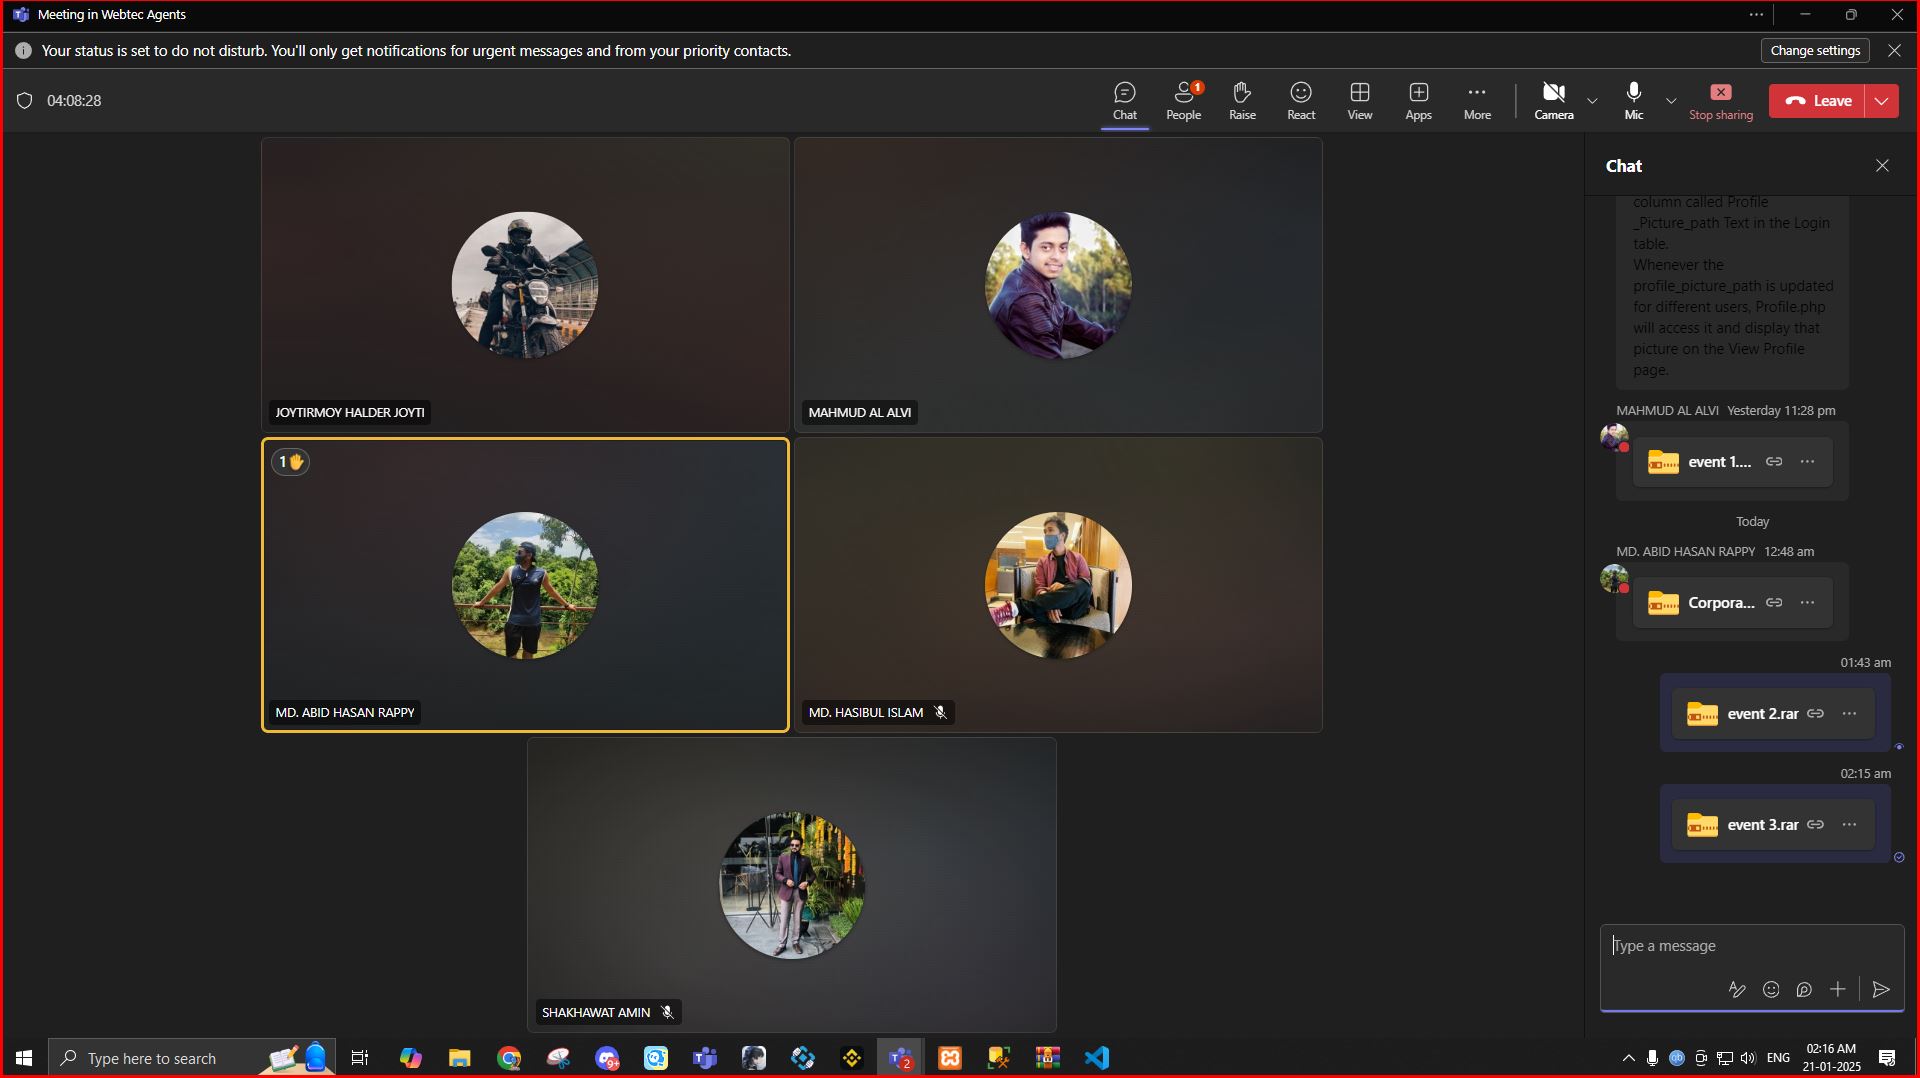 Meeting in Webtec Agents
Your status is set to do not disturb. You'll only get notifications for urgent messages and from your priority contacts.
Change settings
04:08:28
Chat
People
1
Raise
React
View
Apps
More
Camera
Mic
Stop sharing
Leave
JOYTIRMOY HALDER JOYTI
MAHMUD AL ALVI
1
MD. ABID HASAN RAPPY
MD. HASIBUL ISLAM
SHAKHAWAT AMIN
Chat
column called Profile
_Picture_path Text in the Login
table.
Whenever the
profile_picture_path is updated
for different users, Profile.php
will access it and display that
picture on the View Profile
page.
MAHMUD AL ALVI Yesterday 11:28 pm
event 1....
Today
MD. ABID HASAN RAPPY 12:48 am
Corpora...
01:43 am
event 2.rar
02:15 am
event 3.rar
Type a message
Type here to search
9+
2
ENG
02:16 AM
21-01-2025